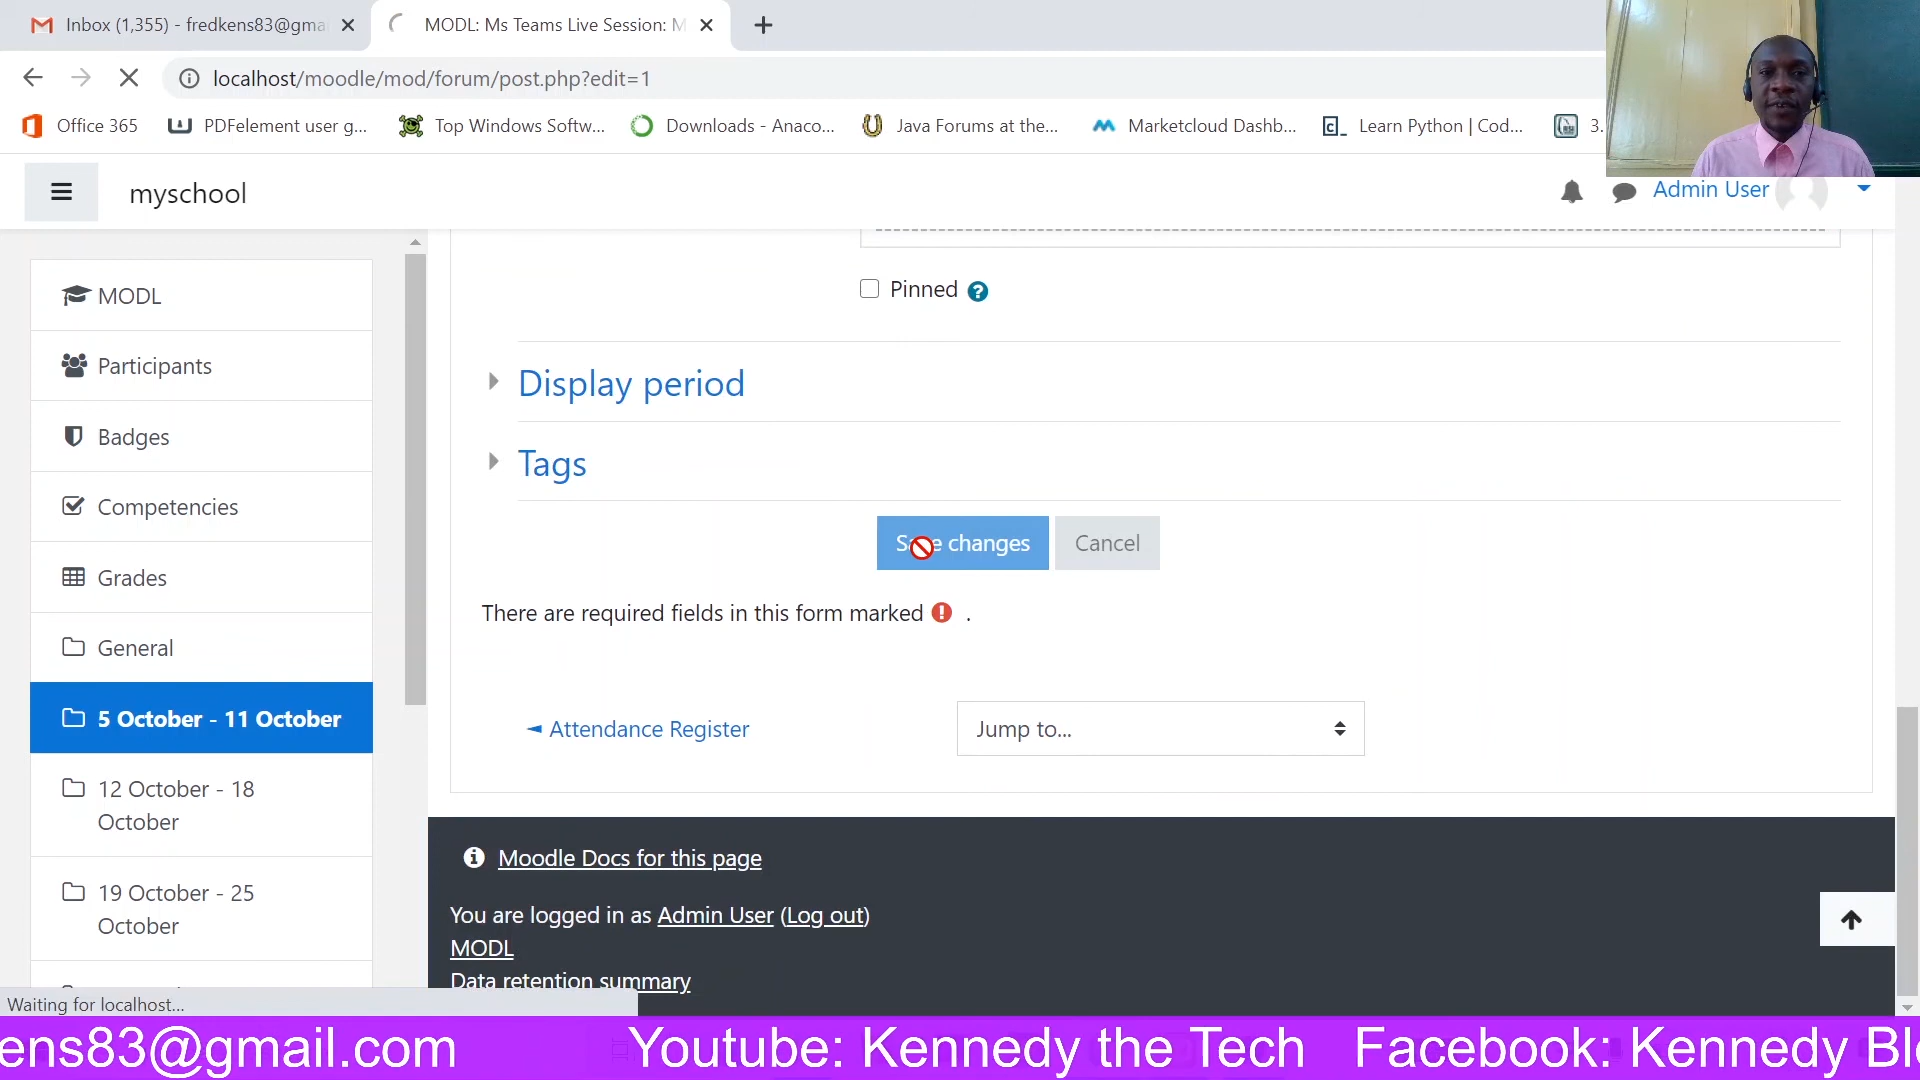 Inbox (1,355) - fredkens83@gma
MODL: Ms Teams Live Session: M
localhost/moodle/mod/forum/post.php?edit=1
Office 365
PDFelement user g...
Top Windows Softw...
Downloads - Anaco...
Java Forums at the...
Marketcloud Dashb...
Learn Python | Cod...
3.
myschool
Admin User
MODL
Participants
Badges
Competencies
Grades
General
5 October - 11 October
12 October - 18
October
19 October - 25
October
Pinned
Display period
Tags
Save changes
Cancel
There are required fields in this form marked .
◄ Attendance Register
Jump to...
Moodle Docs for this page
You are logged in as Admin User (Log out)
MODL
Data retention summary
Waiting for localhost...
ens83@gmail.com
Youtube: Kennedy the Tech
Facebook: Kennedy Bl